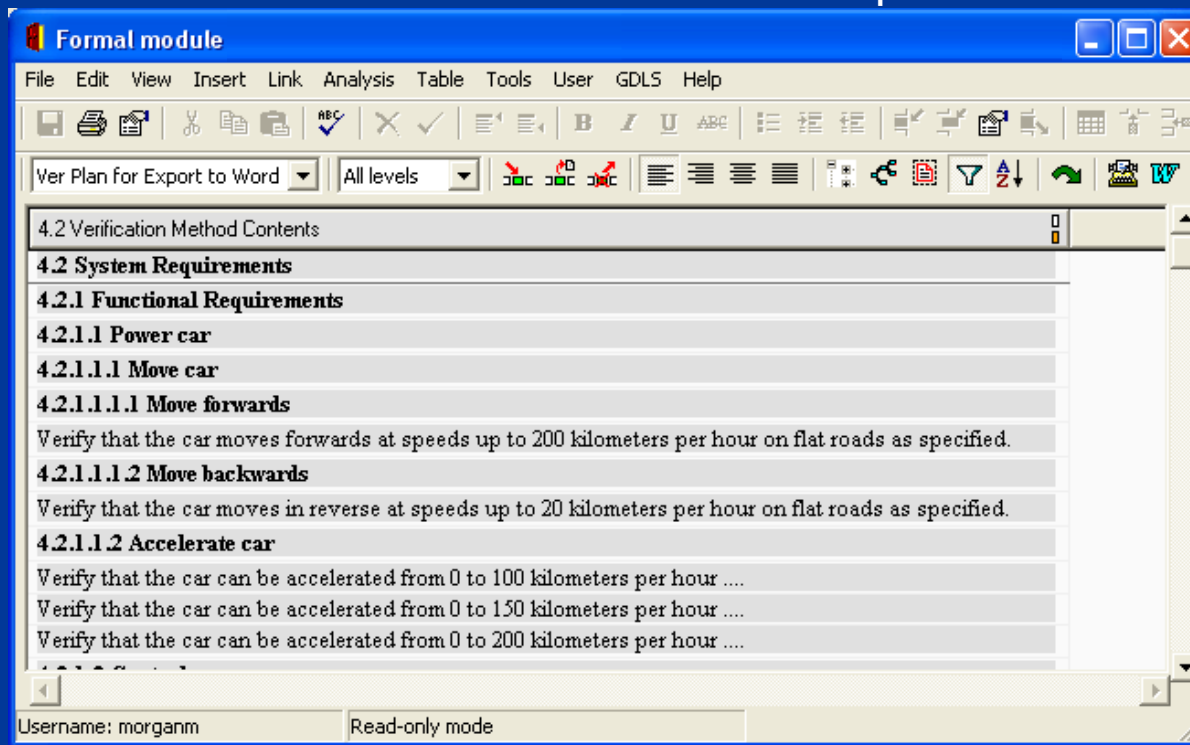 Formal module
File Edit View Insert Link Analysis Table Tools User GDLS Help
Ver Plan for Export to Word All levels
4.2 Verification Method Contents
4.2 System Requirements
4.2.1 Functional Requirements
4.2.1.1 Power car
4.2.1.1.1 Move car
4.2.1.1.1.1 Move forwards
Verify that the car moves forwards at speeds up to 200 kilometers per hour on flat roads as specified.
4.2.1.1.1.2 Move backwards
Verify that the car moves in reverse at speeds up to 20 kilometers per hour on flat roads as specified.
4.2.1.1.2 Accelerate car
Verify that the car can be accelerated from 0 to 100 kilometers per hour ....
Verify that the car can be accelerated from 0 to 150 kilometers per hour ....
Verify that the car can be accelerated from 0 to 200 kilometers per hour ....
Username: morganm Read-only mode